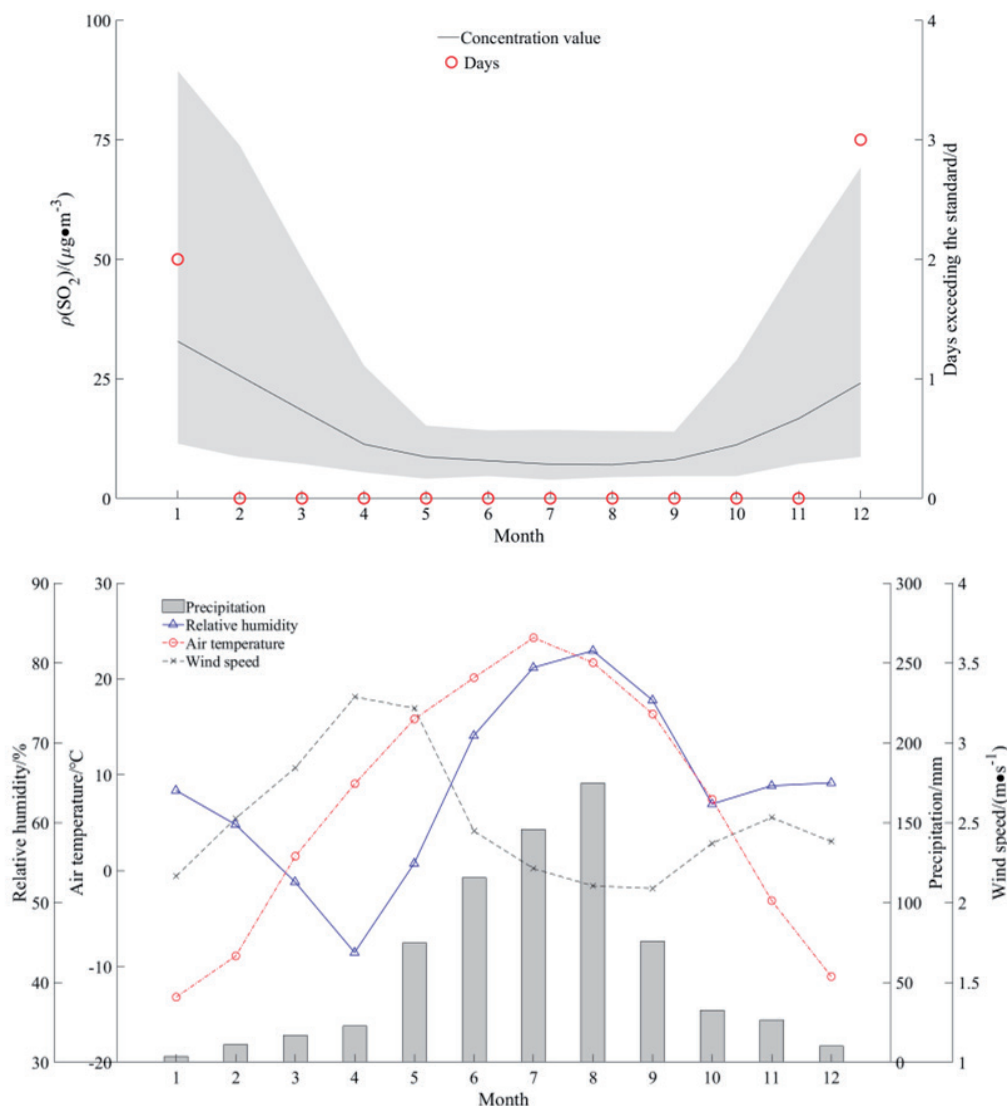 100
75
50
25
0
ρ(SO2)/(μg●m-3)
Concentration value
Days
4
3
2
1
0
Days exceeding the standard/d
1 2 3 4 5 6 7 8 9 10 11 12
Month
90
80
70
60
50
40
30
Relative humidity/%
30
20
10
0
-10
-20
Air temperature/°C
Precipitation
Relative humidity
Air temperature
Wind speed
300
250
200
150
100
50
0
Precipitation/mm
4
3.5
3
2.5
2
1.5
1
Wind speed/(m●s-1)
1 2 3 4 5 6 7 8 9 10 11 12
Month